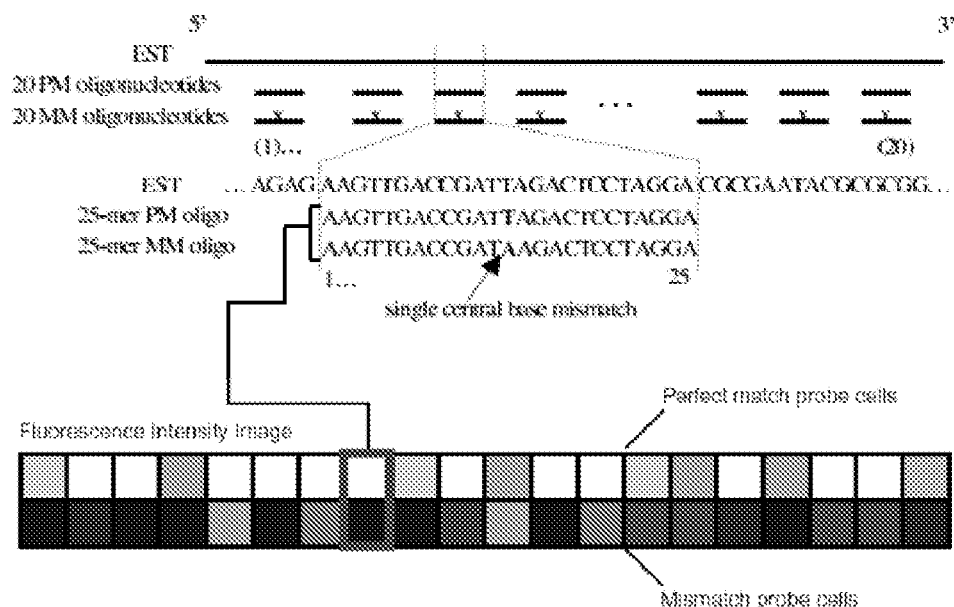 5' 3'
EST
20 PM oligonucleotides
20 MM oligonucleotides x x x x ... x x x
(1)... (20)
EST ... AGAG AAGTTGACCGATTAGACTCCTAGGA CGCGAATACGCGCGG...
25-mer PM oligo AAGTTGACCGATTAGACTCCTAGGA
25-mer MM oligo AAGTTGACCGATAAGACTCCTAGGA
1... 25
single central base mismatch
Perfect match probe cells
Fluorescence Intensity Image
Mismatch probe cells